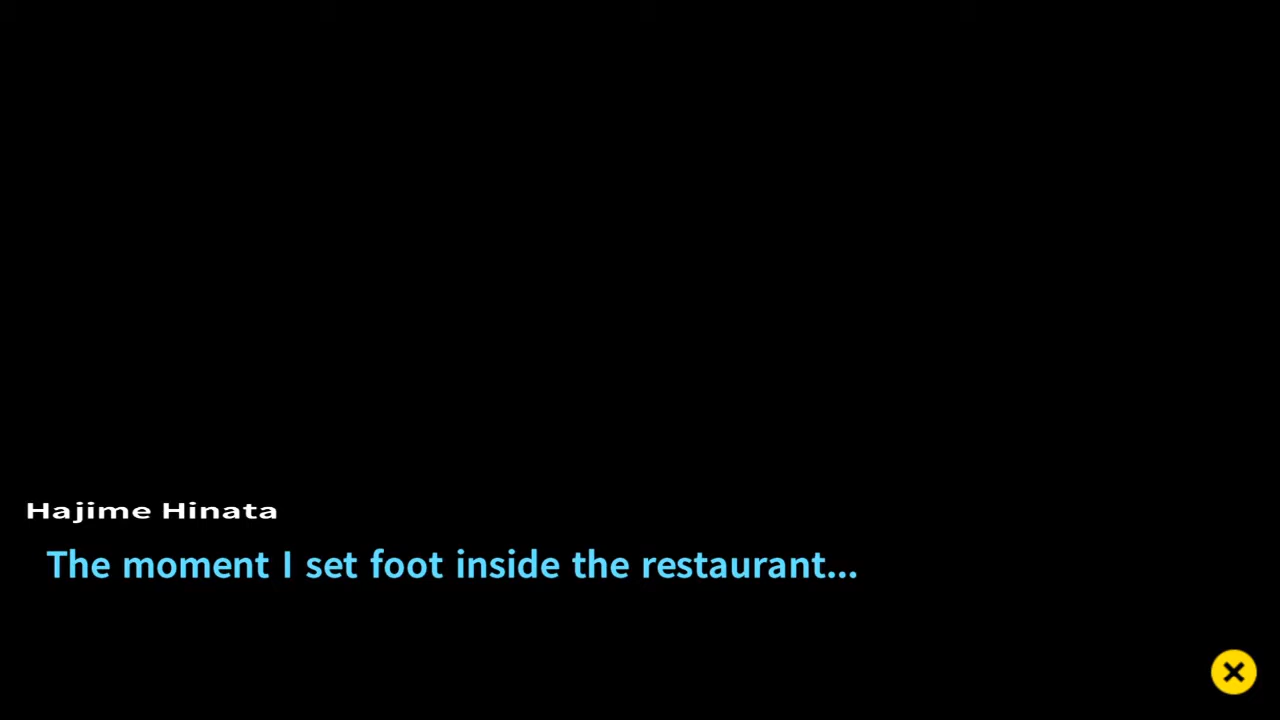 Hajime Hinata
The moment I set foot inside the restaurant...